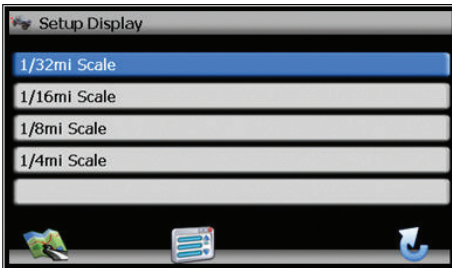 Setup Display
1/32mi Scale
1/16mi Scale
1/8mi Scale
1/4mi Scale